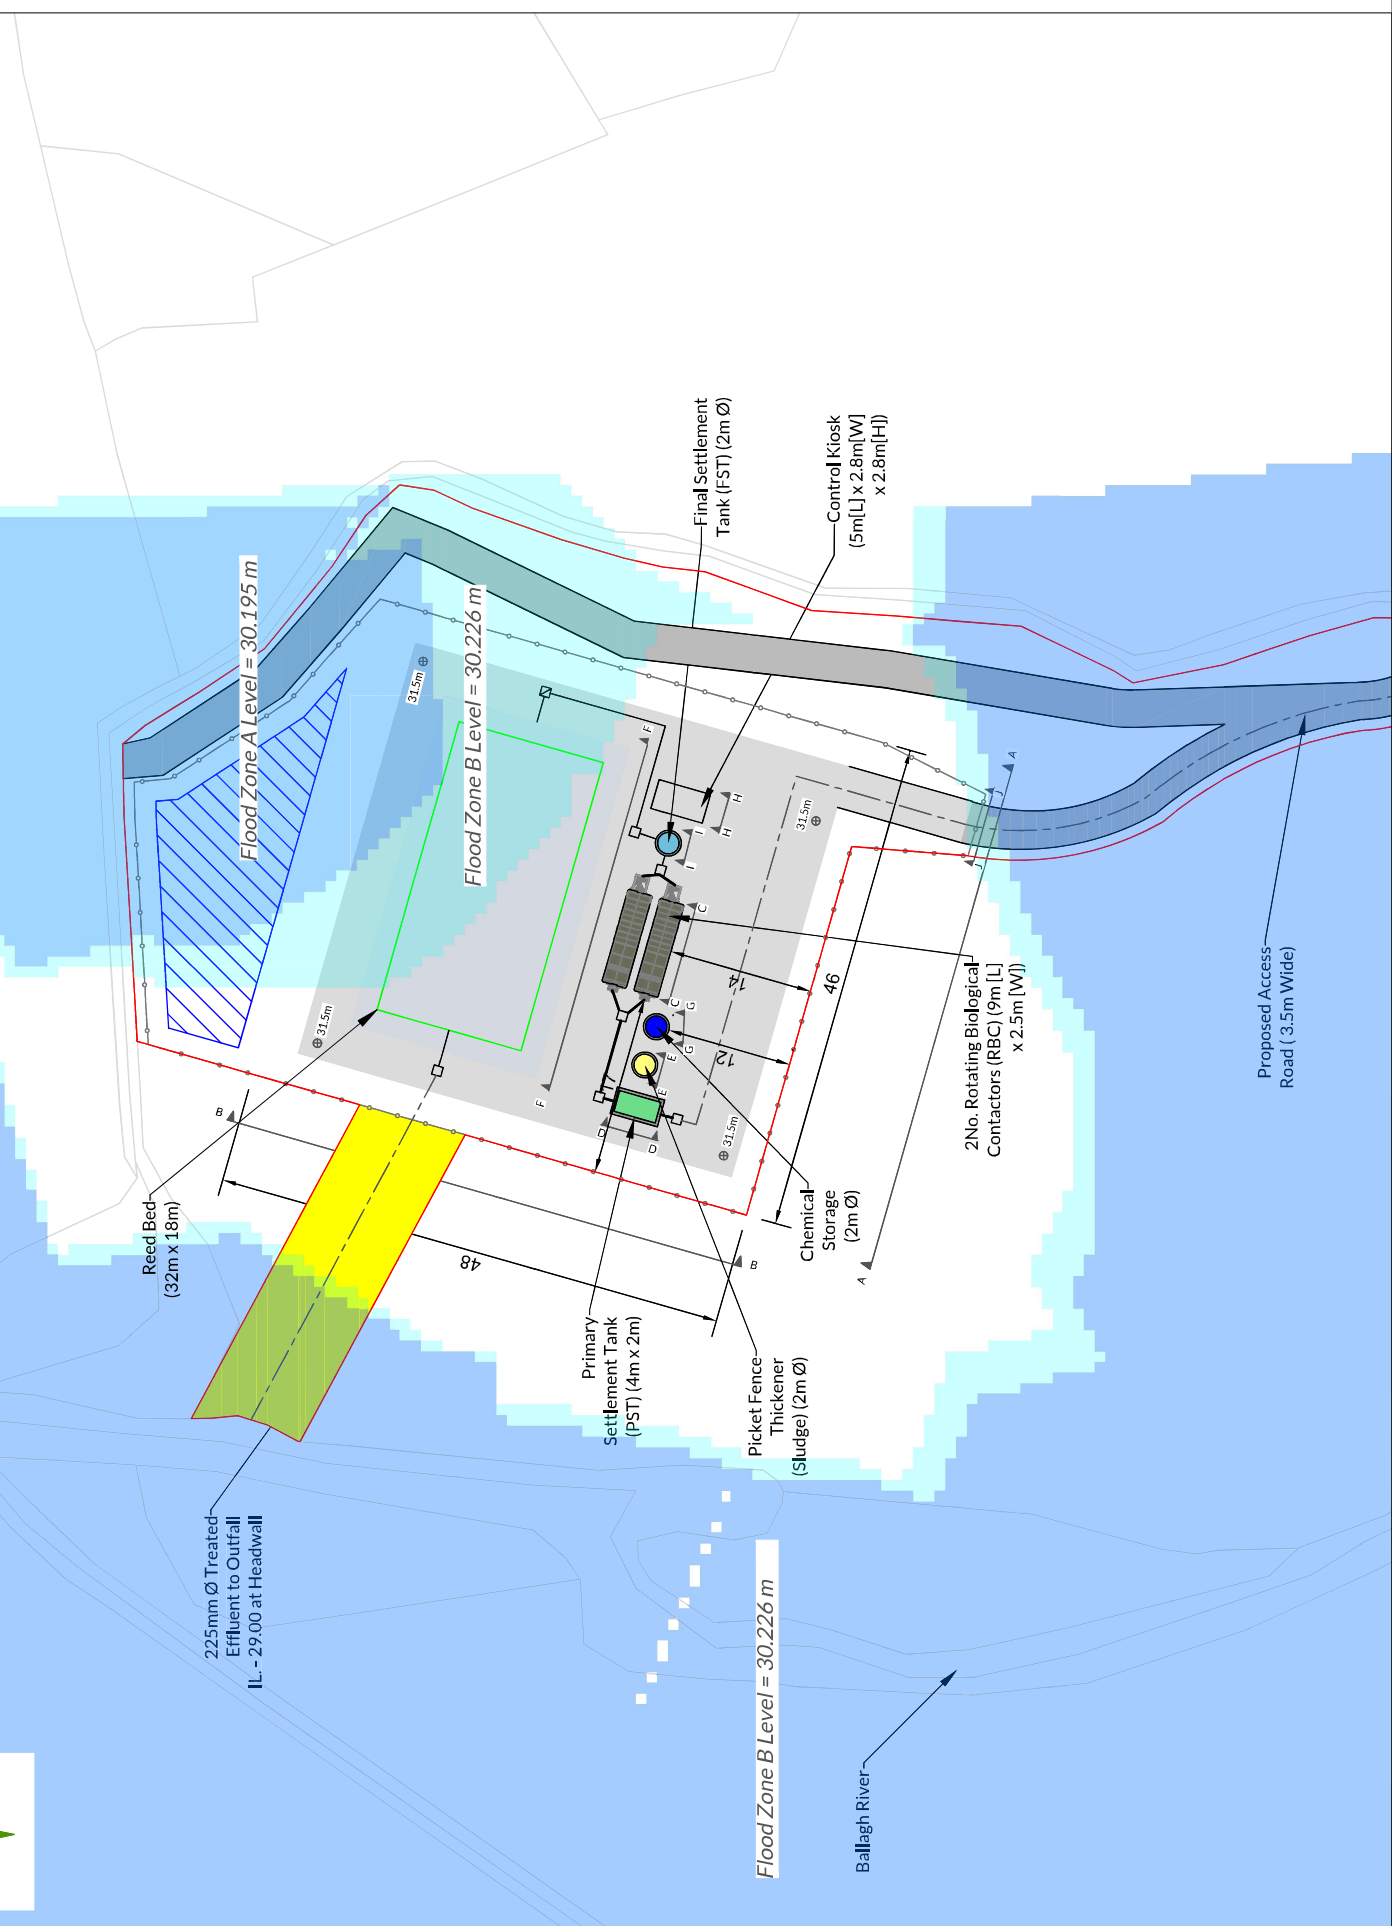 Flood Zone A Level = 30.195 m
Flood Zone B Level = 30.226 m
Final Settlement
Tank (FST) (2m Ø)
Control Kiosk
(5m[L] x 2.8m[W]
x 2.8m[H])
31.5m
31.5m
31.5m
31.5m
Reed Bed
(32m x 18m)
225mm Ø Treated
Effluent to Outfall
IL. - 29.00 at Headwall
Primary
Settlement Tank
(PST) (4m x 2m)
Picket Fence
Thickener
(Sludge) (2m Ø)
Chemical
Storage
(2m Ø)
2No. Rotating Biological
Contactors (RBC) (9m [L]
x 2.5m [W])
Proposed Access
Road ( 3.5m Wide)
Flood Zone B Level = 30.226 m
Ballagh River
48
46
14
12
A
A
B
B
C
C
D
D
E
E
F
F
G
G
H
H
I
I
J
J